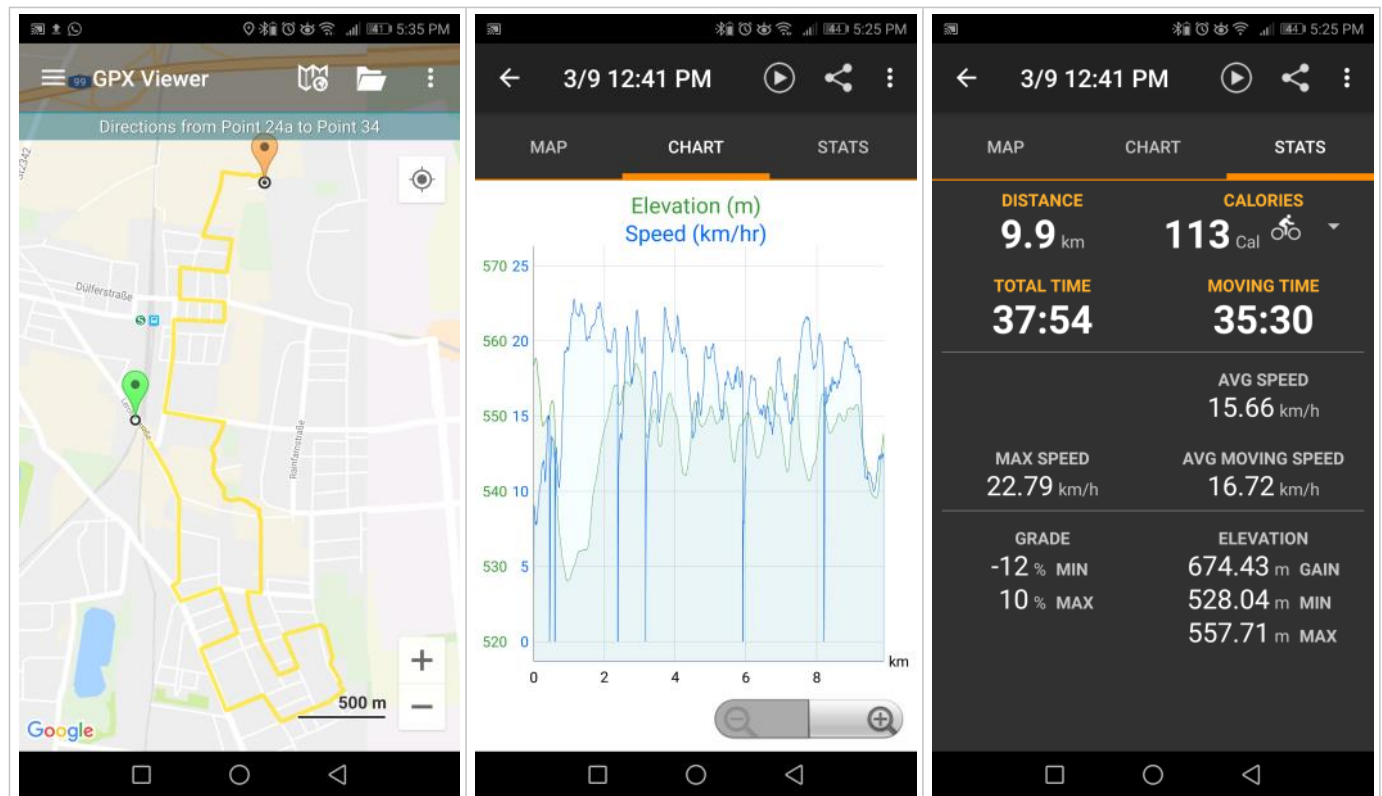 41 5:35 PM
99 GPX Viewer
Directions from Point 24a to Point 34
St2342
Dülferstraße
S
Rainfarnstraße
500 m
Google
44 5:25 PM
3/9 12:41 PM
MAP CHART STATS
Elevation (m)
Speed (km/hr)
570 25
560 20
550 15
540 10
530 5
520 0
km
0 2 4 6 8
44 5:25 PM
3/9 12:41 PM
MAP CHART STATS
DISTANCE CALORIES
9.9 km 113 Cal
TOTAL TIME MOVING TIME
37:54 35:30
AVG SPEED
15.66 km/h
MAX SPEED AVG MOVING SPEED
22.79 km/h 16.72 km/h
GRADE ELEVATION
-12 % MIN 674.43 m GAIN
10 % MAX 528.04 m MIN
557.71 m MAX